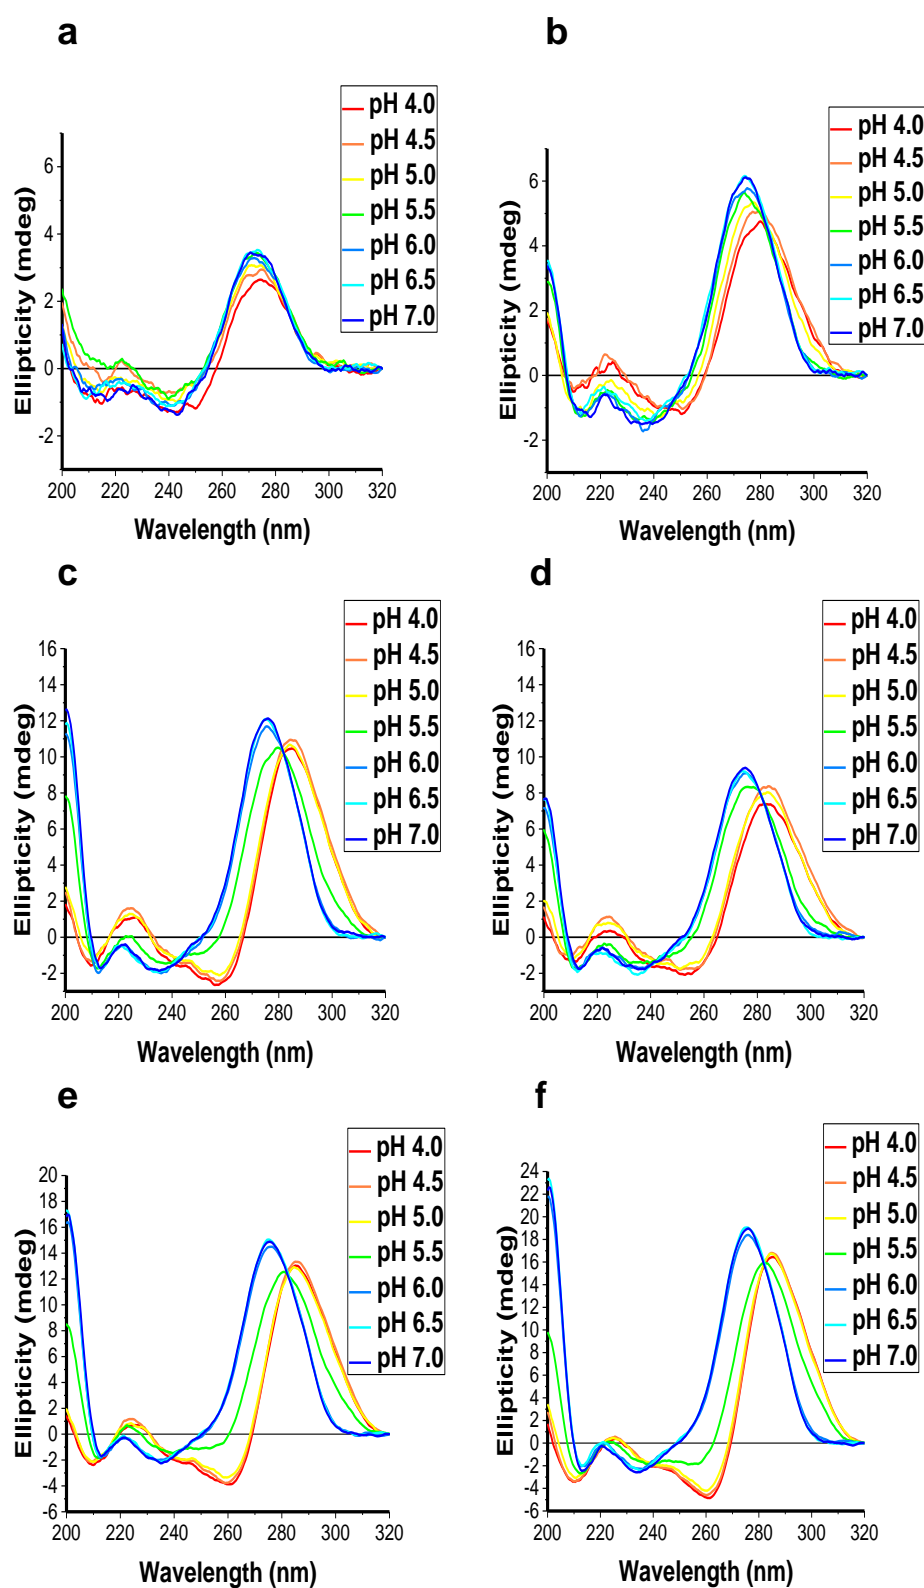 a
pH 4.0
pH 4.5
pH 5.0
pH 5.5
pH 6.0
pH 6.5
pH 7.0
Ellipticity (mdeg)
6
4
2
0
-2
200 220 240 260 280 300 320
Wavelength (nm)
b
pH 4.0
pH 4.5
pH 5.0
pH 5.5
pH 6.0
pH 6.5
pH 7.0
Ellipticity (mdeg)
6
4
2
0
-2
200 220 240 260 280 300 320
Wavelength (nm)
c
pH 4.0
pH 4.5
pH 5.0
pH 5.5
pH 6.0
pH 6.5
pH 7.0
Ellipticity (mdeg)
16
14
12
10
8
6
4
2
0
-2
200 220 240 260 280 300 320
Wavelength (nm)
d
pH 4.0
pH 4.5
pH 5.0
pH 5.5
pH 6.0
pH 6.5
pH 7.0
Ellipticity (mdeg)
16
14
12
10
8
6
4
2
0
-2
200 220 240 260 280 300 320
Wavelength (nm)
e
pH 4.0
pH 4.5
pH 5.0
pH 5.5
pH 6.0
pH 6.5
pH 7.0
Ellipticity (mdeg)
20
18
16
14
12
10
8
6
4
2
0
-2
-4
-6
200 220 240 260 280 300 320
Wavelength (nm)
f
pH 4.0
pH 4.5
pH 5.0
pH 5.5
pH 6.0
pH 6.5
pH 7.0
Ellipticity (mdeg)
24
22
20
18
16
14
12
10
8
6
4
2
0
-2
-4
-6
200 220 240 260 280 300 320
Wavelength (nm)